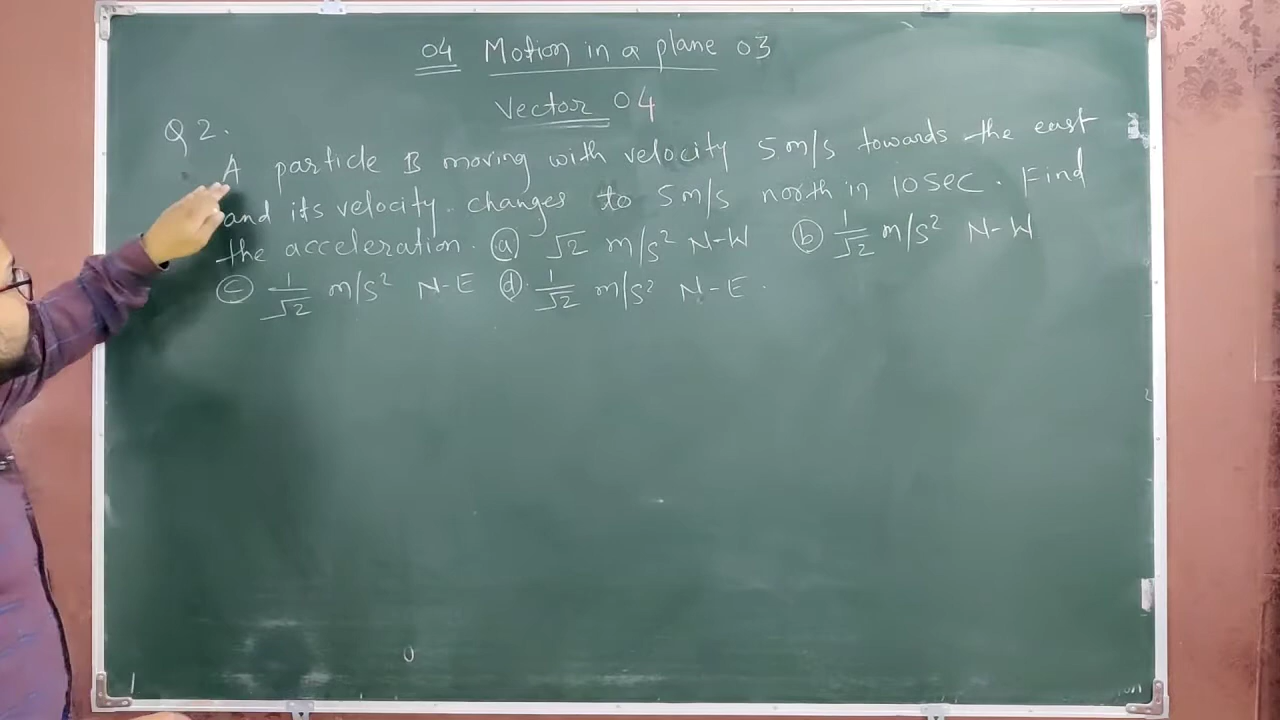 04 Motion in a plane 03
Vector 04
Q 2.
A particle B moving with velocity 5 m/s towards the east
and its velocity changes to 5 m/s north in 10 sec. Find
the acceleration. (a) √2 m/s² N-W (b) 1/√2 m/s² N-W
(c) 1/√2 m/s² N-E (d) 1/√2 m/s² N-E.